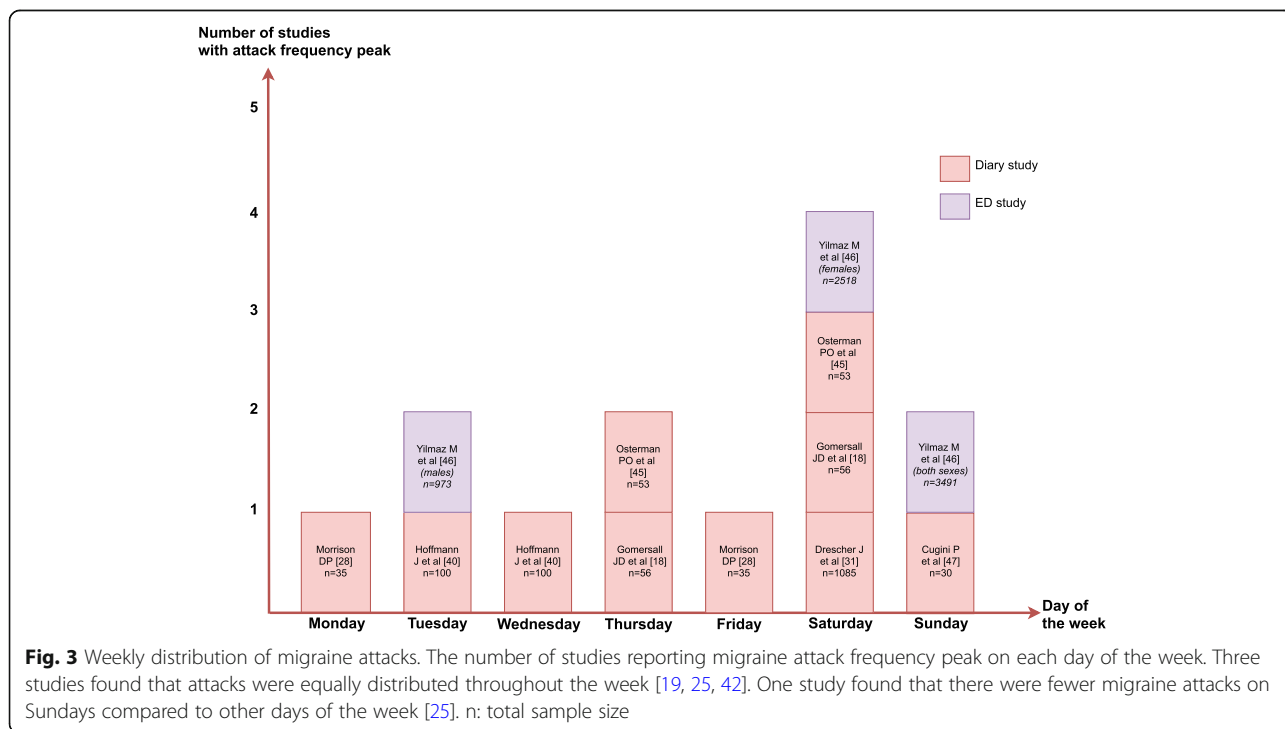 Number of studies
with attack frequency peak
5
4
3
2
1
Diary study
ED study
Morrison
DP [28]
n=35
Yilmaz M
et al [46]
(males)
n=973
Hoffmann
J et al [40]
n=100
Hoffmann
J et al [40]
n=100
Osterman
PO et al
[45]
n=53
Gomersall
JD et al [18]
n=56
Morrison
DP [28]
n=35
Yilmaz M
et al [46]
(females)
n=2518
Osterman
PO et al
[45]
n=53
Gomersall
JD et al [18]
n=56
Drescher J
et al [31]
n=1085
Yilmaz M
et al [46]
(both sexes)
n=3491
Cugini P
et al [47]
n=30
Monday Tuesday Wednesday Thursday Friday Saturday Sunday
Day of
the week
Fig. 3 Weekly distribution of migraine attacks. The number of studies reporting migraine attack frequency peak on each day of the week. Three
studies found that attacks were equally distributed throughout the week [19, 25, 42]. One study found that there were fewer migraine attacks on
Sundays compared to other days of the week [25]. n: total sample size